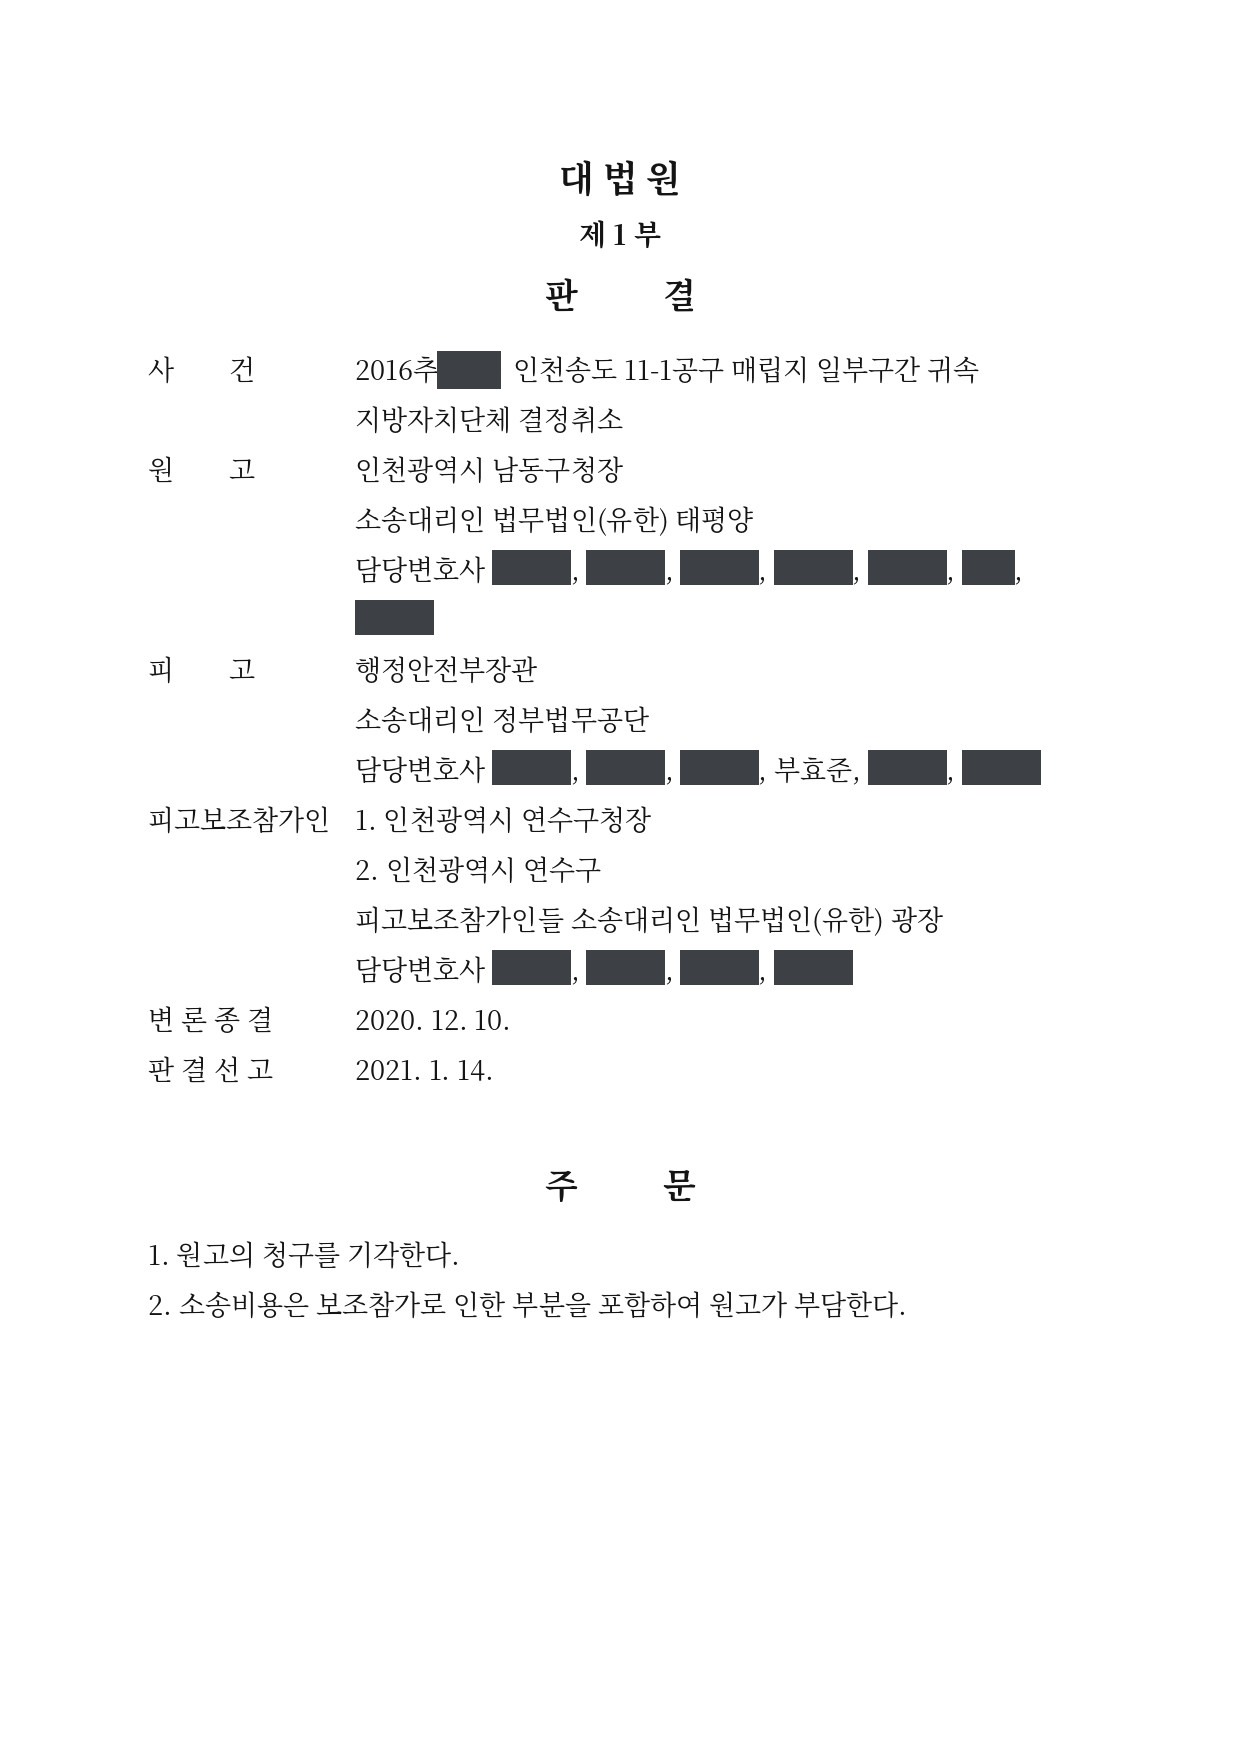 대 법 원
제 1 부
판 결
사 건 2016추 인천송도 11-1공구 매립지 일부구간 귀속
지방자치단체 결정취소
원 고 인천광역시 남동구청장
소송대리인 법무법인(유한) 태평양
담당변호사 , , , , , ,
피 고 행정안전부장관
소송대리인 정부법무공단
담당변호사 , , , 부효준, ,
피고보조참가인 1. 인천광역시 연수구청장
2. 인천광역시 연수구
피고보조참가인들 소송대리인 법무법인(유한) 광장
담당변호사 , , ,
변 론 종 결 2020. 12. 10.
판 결 선 고 2021. 1. 14.
주 문
1. 원고의 청구를 기각한다.
2. 소송비용은 보조참가로 인한 부분을 포함하여 원고가 부담한다.